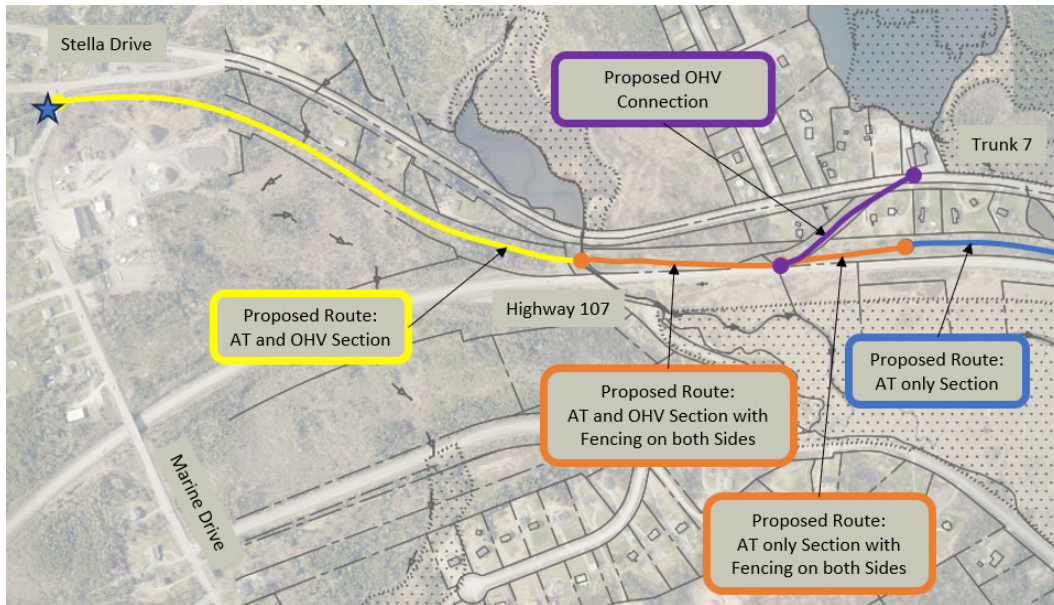 Stella Drive
Proposed OHV
Connection
Trunk 7
Highway 107
Proposed Route:
AT and OHV Section
Proposed Route:
AT only Section
Proposed Route:
AT and OHV Section with
Fencing on both Sides
Marine Drive
Proposed Route:
AT only Section with
Fencing on both Sides